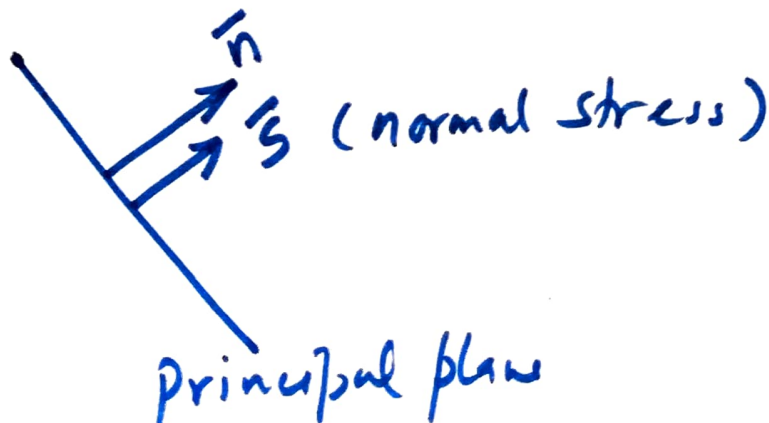 n̄
s̄ (normal stress)
principal plane